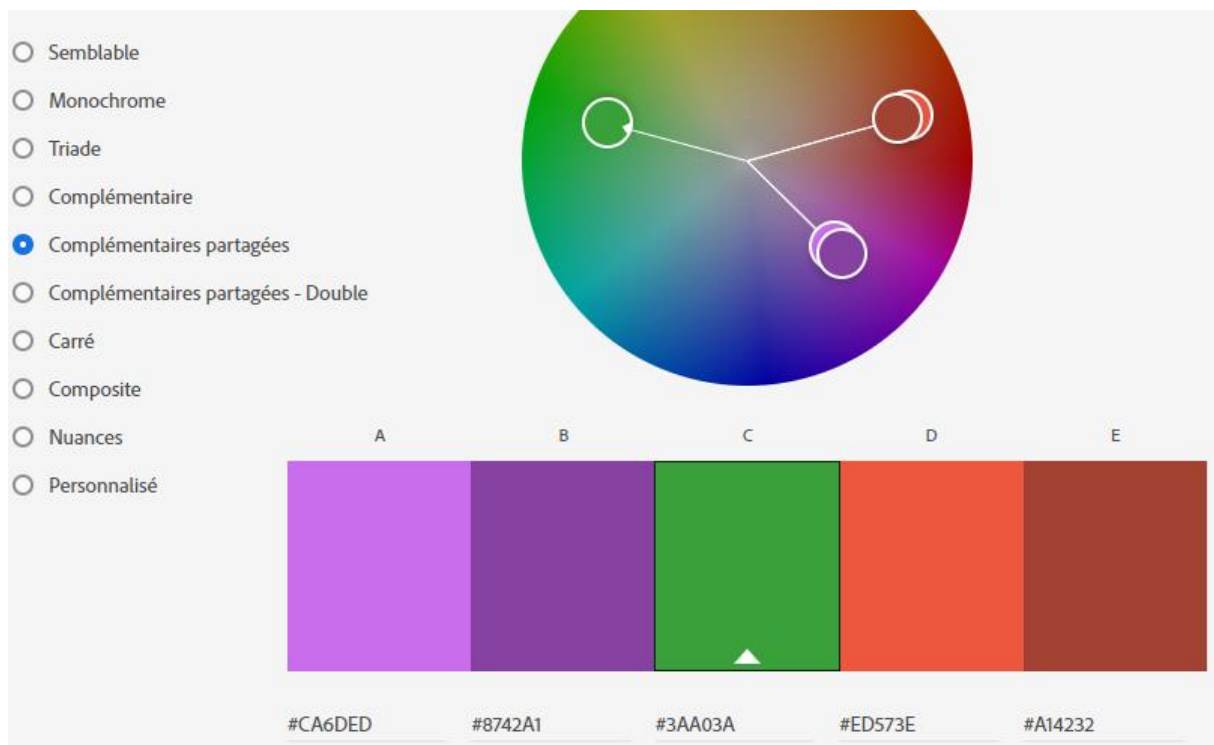 Semblable
Monochrome
Triade
Complémentaire
Complémentaires partagées
Complémentaires partagées - Double
Carré
Composite
Nuances
Personnalisé
A B C D E
#CA6DED #8742A1 #3AA03A #ED573E #A14232